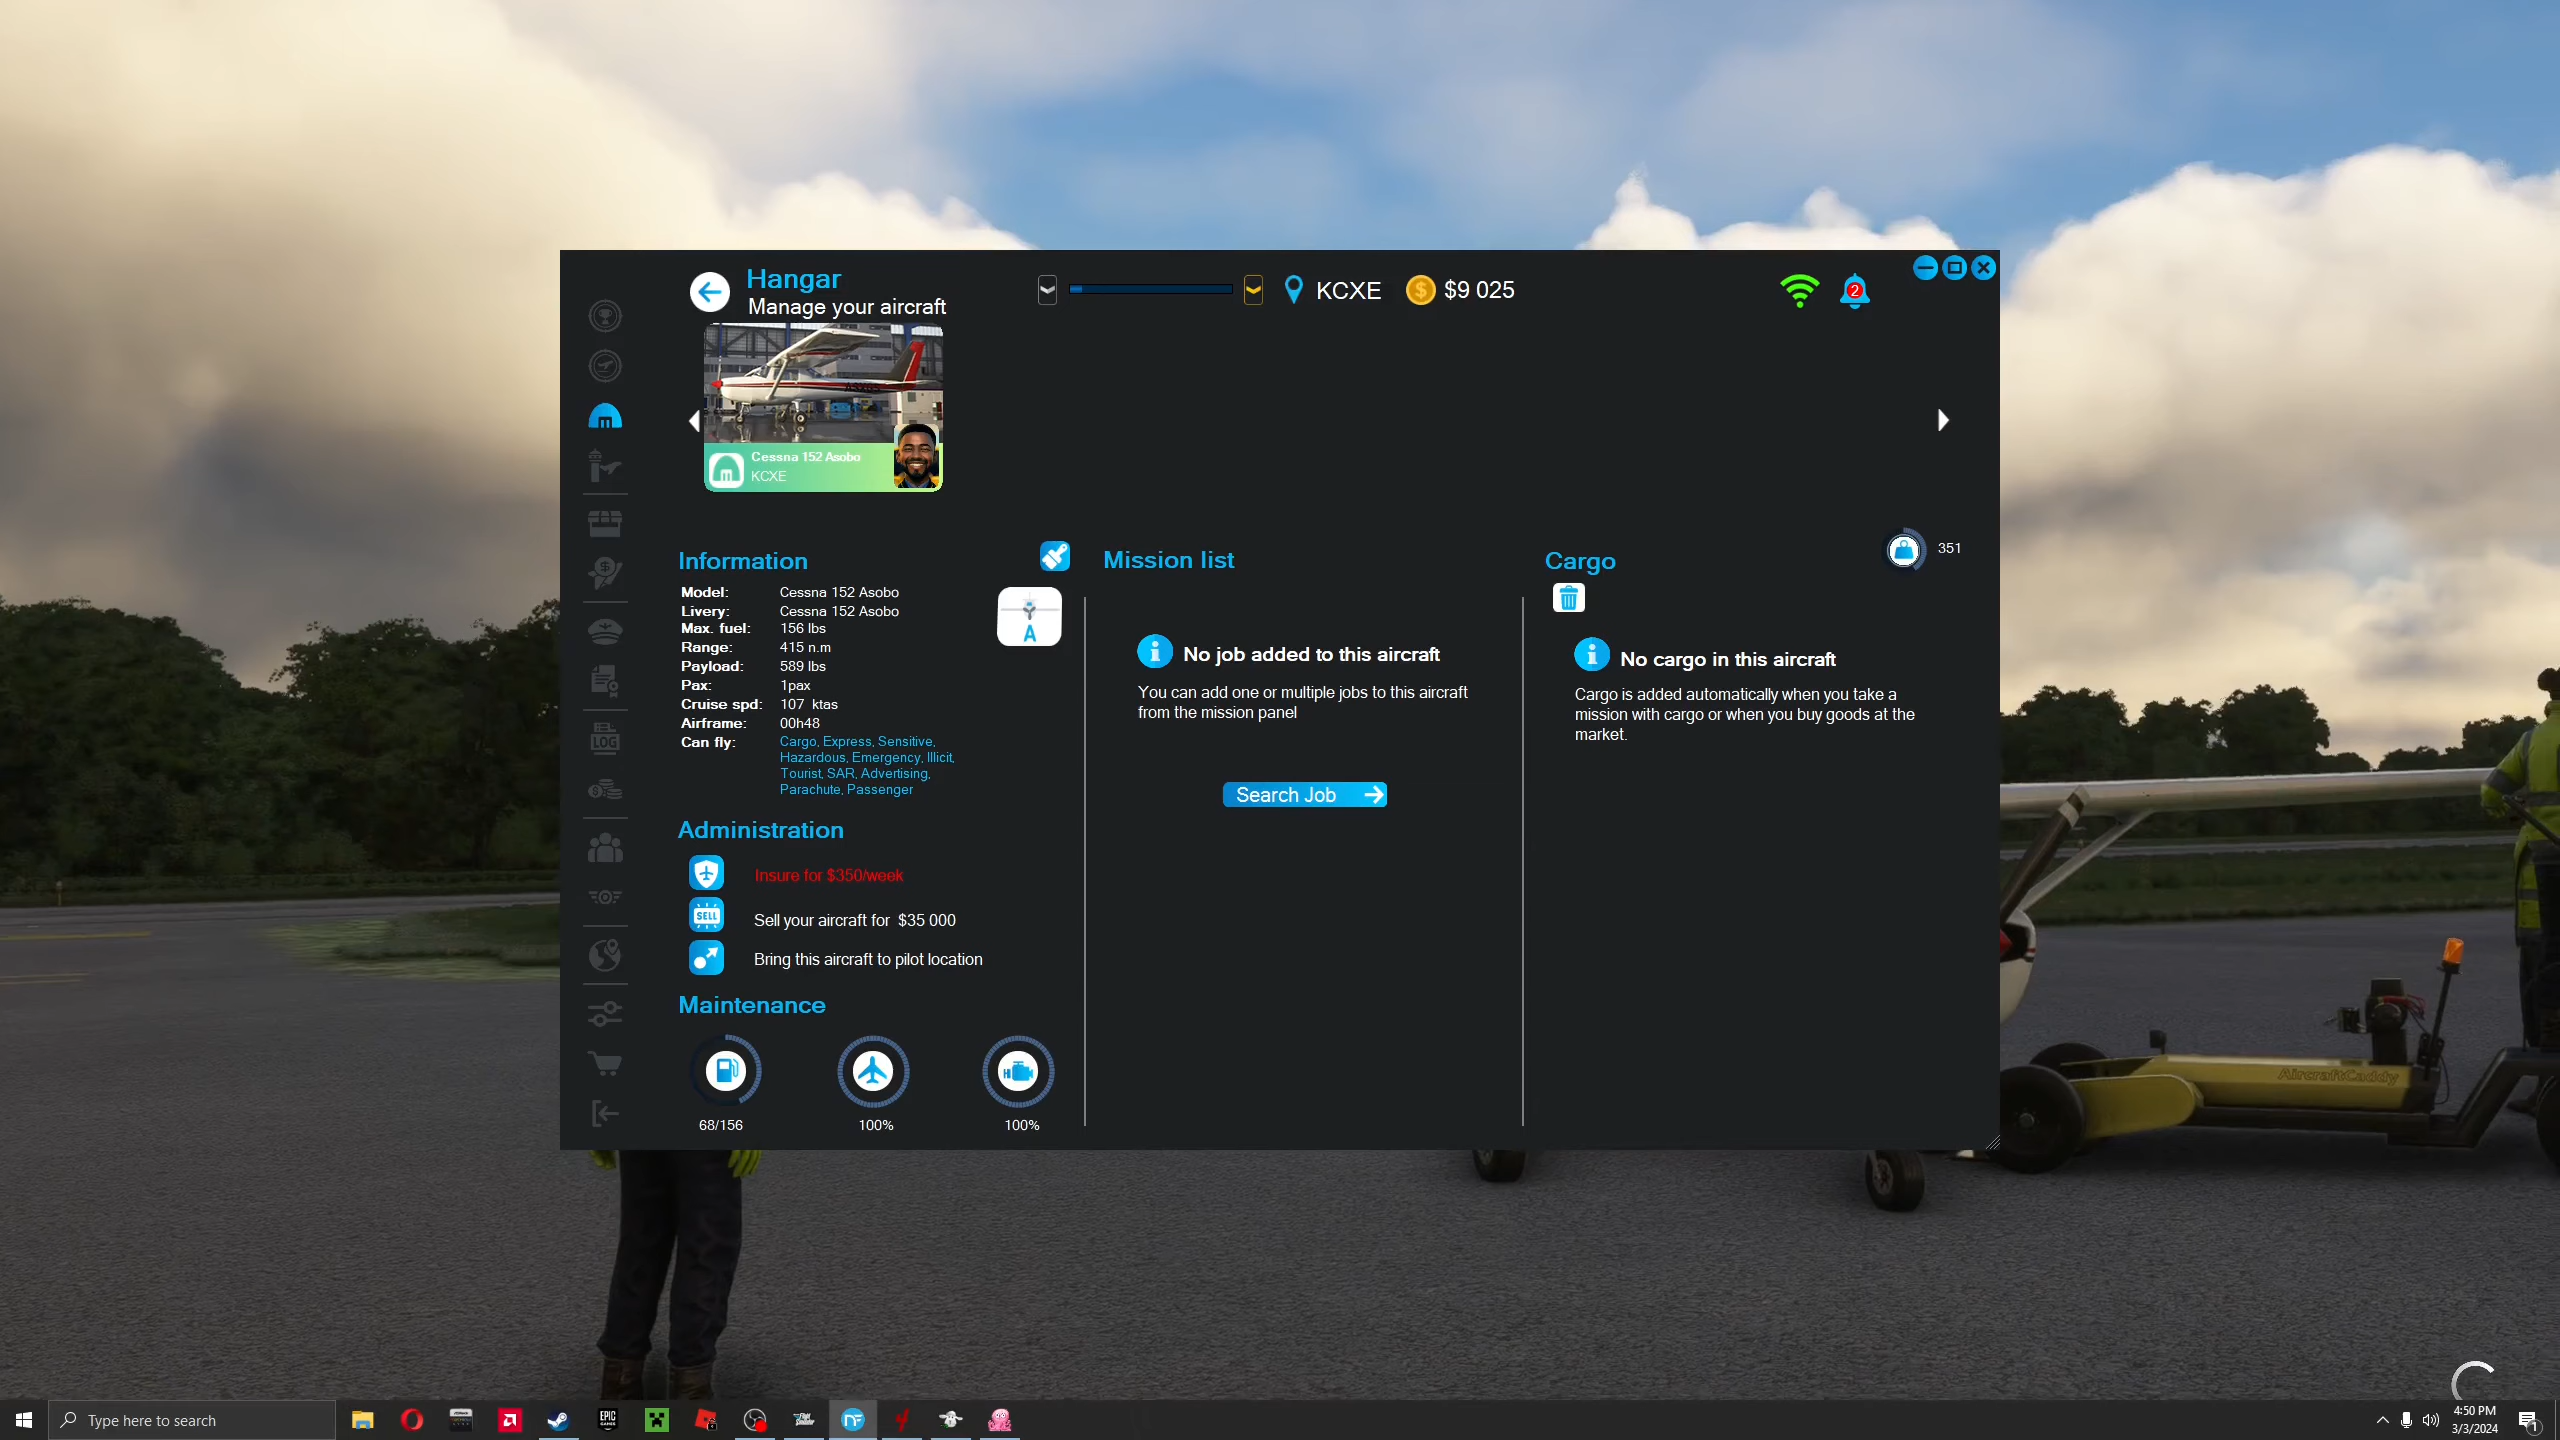 Hangar
Manage your aircraft
KCXE
$9 025
2
Cessna 152 Asobo
KCXE
Information
Model: Cessna 152 Asobo
Livery: Cessna 152 Asobo
Max. fuel: 156 lbs
Range: 415 n.m
Payload: 589 lbs
Pax: 1pax
Cruise spd: 107 ktas
Airframe: 00h48
Can fly: Cargo, Express, Sensitive,
Hazardous, Emergency, Illicit,
Tourist, SAR, Advertising,
Parachute, Passenger
A
Administration
Insure for $350/week
SELL
Sell your aircraft for $35 000
Bring this aircraft to pilot location
Maintenance
68/156
100%
100%
Mission list
No job added to this aircraft
You can add one or multiple jobs to this aircraft
from the mission panel
Search Job
Cargo
351
No cargo in this aircraft
Cargo is added automatically when you take a
mission with cargo or when you buy goods at the
market.
LOG
AircraftCaddy
Type here to search
EPIC
GAMES
4:50 PM
3/3/2024
1